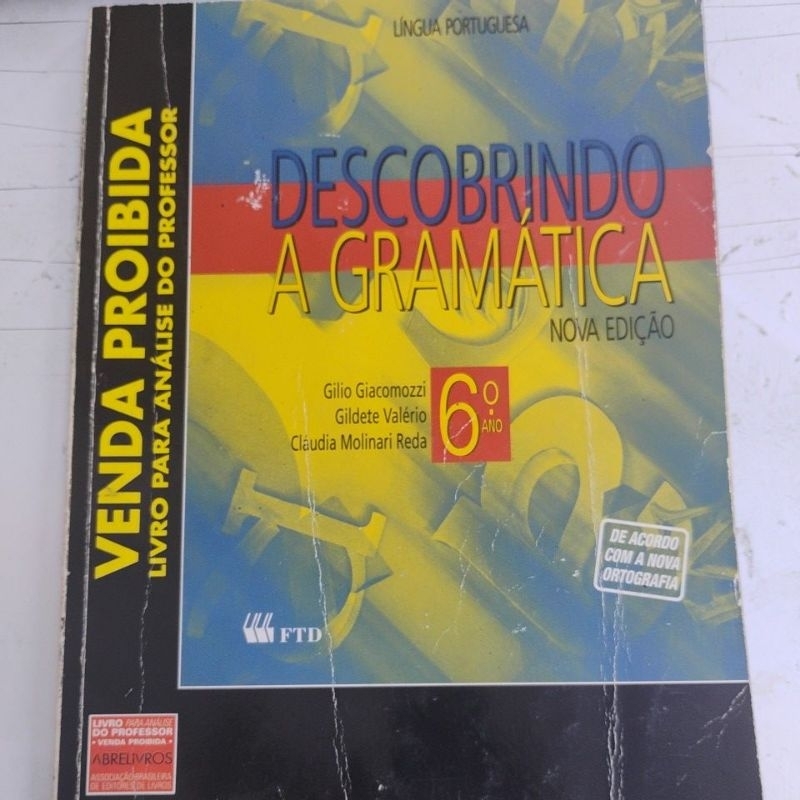 LÍNGUA PORTUGUESA
DESCOBRINDO
A GRAMÁTICA
NOVA EDIÇÃO
Gilio Giacomozzi
Gildete Valério
Cláudia Molinari Reda
6º
ANO
DE ACORDO
COM A NOVA
ORTOGRAFIA
FTD
VENDA PROIBIDA
LIVRO PARA ANÁLISE DO PROFESSOR
LIVRO PARA ANÁLISE
DO PROFESSOR
• VENDA PROIBIDA •
ABRELIVROS
ASSOCIAÇÃO BRASILEIRA
DE EDITORES DE LIVROS